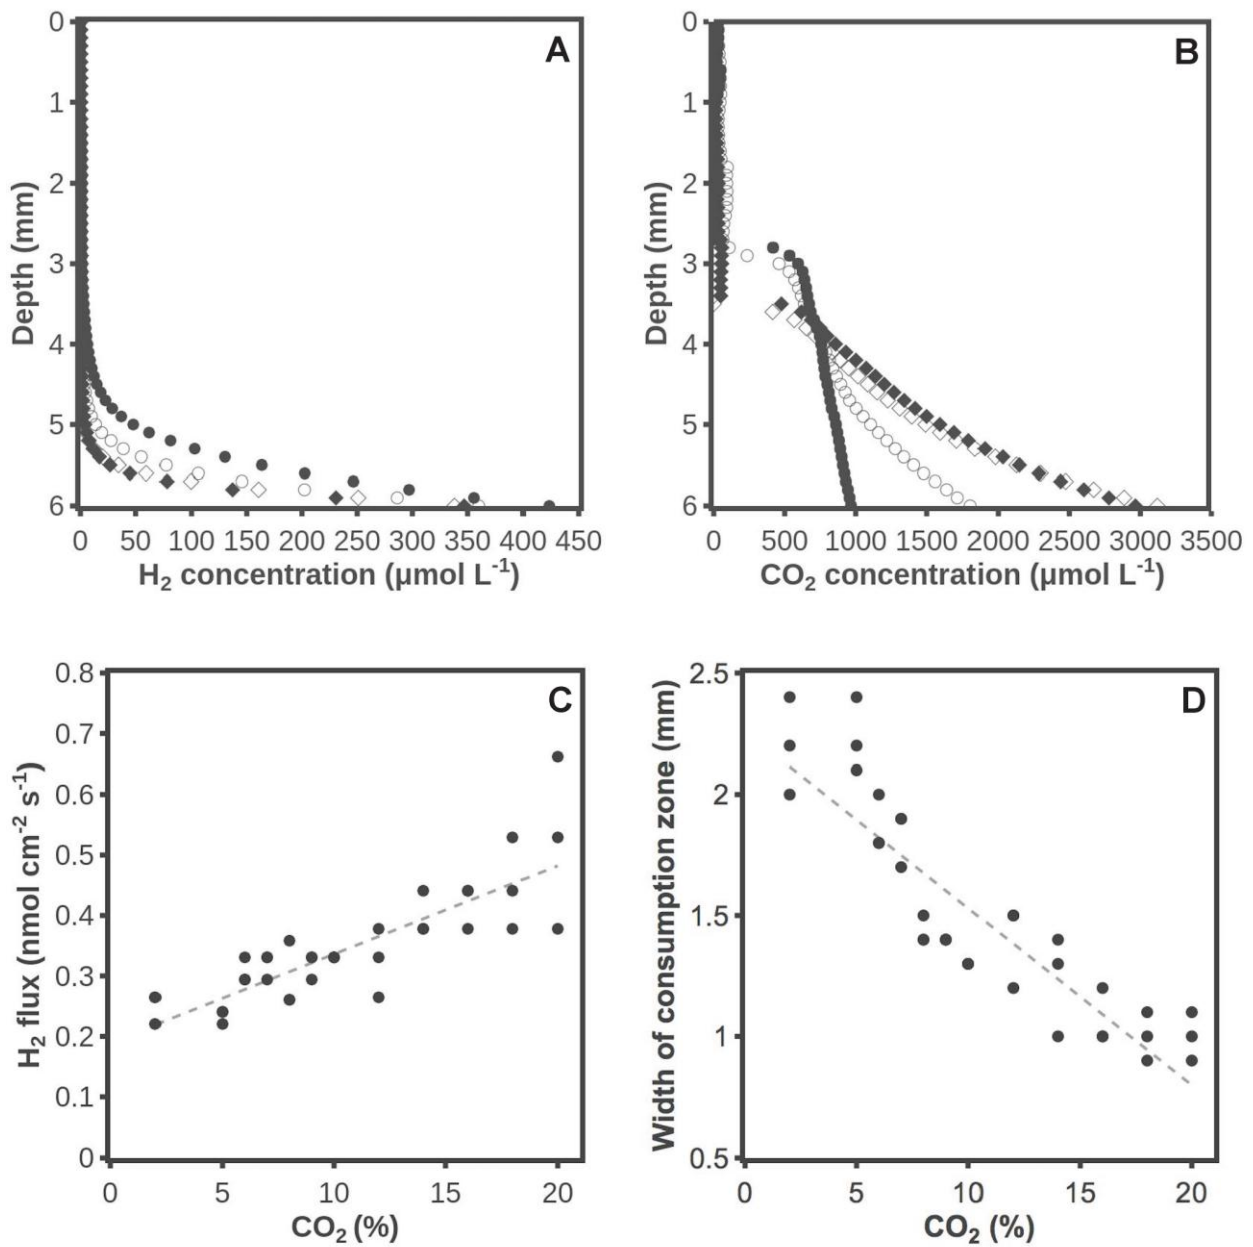 A
0
1
2
3
4
5
6
Depth (mm)
0 50 100 150 200 250 300 350 400 450
H₂ concentration (μmol L⁻¹)
B
0
1
2
3
4
5
6
Depth (mm)
0 500 1000 1500 2000 2500 3000 3500
CO₂ concentration (μmol L⁻¹)
C
0.8
0.7
0.6
0.5
0.4
0.3
0.2
0.1
0
H₂ flux (nmol cm⁻² s⁻¹)
0 5 10 15 20
CO₂ (%)
D
2.5
2
1.5
1
0.5
Width of consumption zone (mm)
0 5 10 15 20
CO₂ (%)